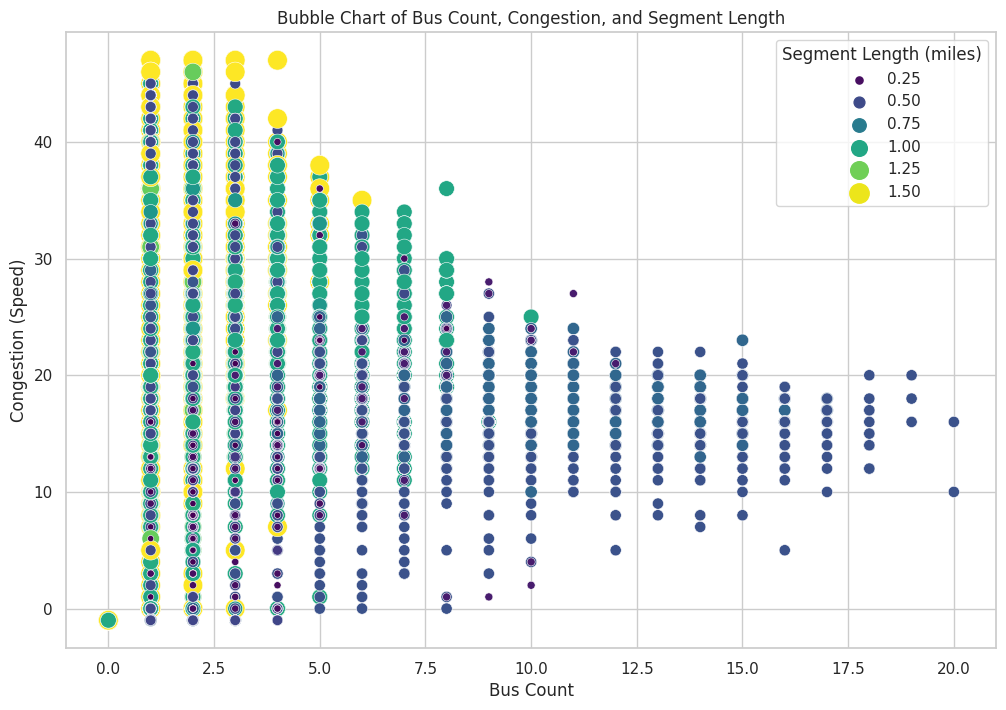 Bubble Chart of Bus Count, Congestion, and Segment Length
Segment Length (miles)
0.25
0.50
0.75
1.00
1.25
1.50
Congestion (Speed)
40
30
20
10
0
0.0 2.5 5.0 7.5 10.0 12.5 15.0 17.5 20.0
Bus Count